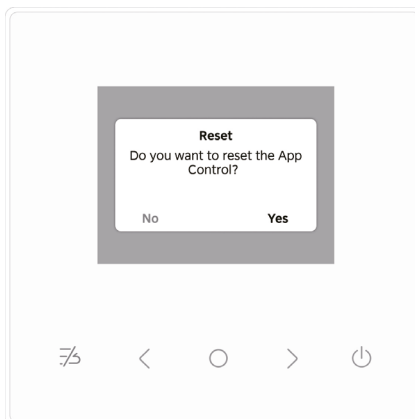 Reset
Do you want to reset the App
Control?
No Yes